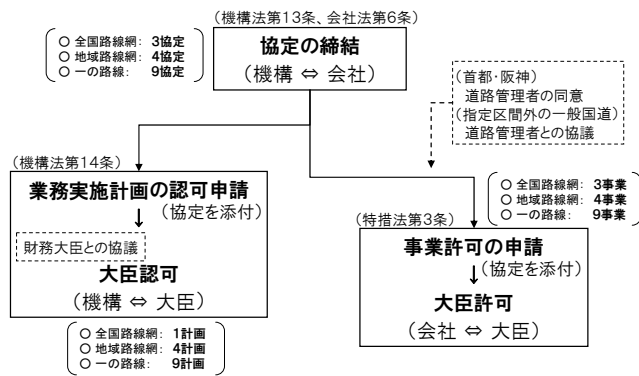 (機構法第13条、会社法第6条)
○ 全国路線網: 3協定
○ 地域路線網: 4協定
○ 一の路線: 9協定
協定の締結
(機構 ⇔ 会社)
(首都・阪神)
道路管理者の同意
(指定区間外の一般国道)
道路管理者との協議
(機構法第14条)
業務実施計画の認可申請
(協定を添付)
財務大臣との協議
大臣認可
(機構 ⇔ 大臣)
○ 全国路線網: 1計画
○ 地域路線網: 4計画
○ 一の路線: 9計画
○ 全国路線網: 3事業
○ 地域路線網: 4事業
○ 一の路線: 9事業
(特措法第3条)
事業許可の申請
(協定を添付)
大臣許可
(会社 ⇔ 大臣)